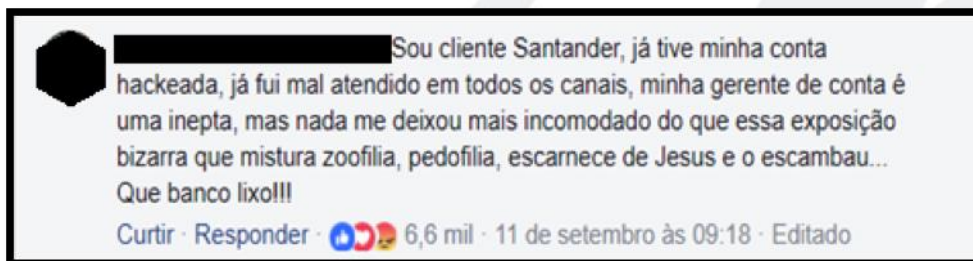 Sou cliente Santander, já tive minha conta
hackeada, já fui mal atendido em todos os canais, minha gerente de conta é
uma inepta, mas nada me deixou mais incomodado do que essa exposição
bizarra que mistura zoofilia, pedofilia, escarnece de Jesus e o escambau...
Que banco lixo!!!
Curtir · Responder · 6,6 mil · 11 de setembro às 09:18 · Editado